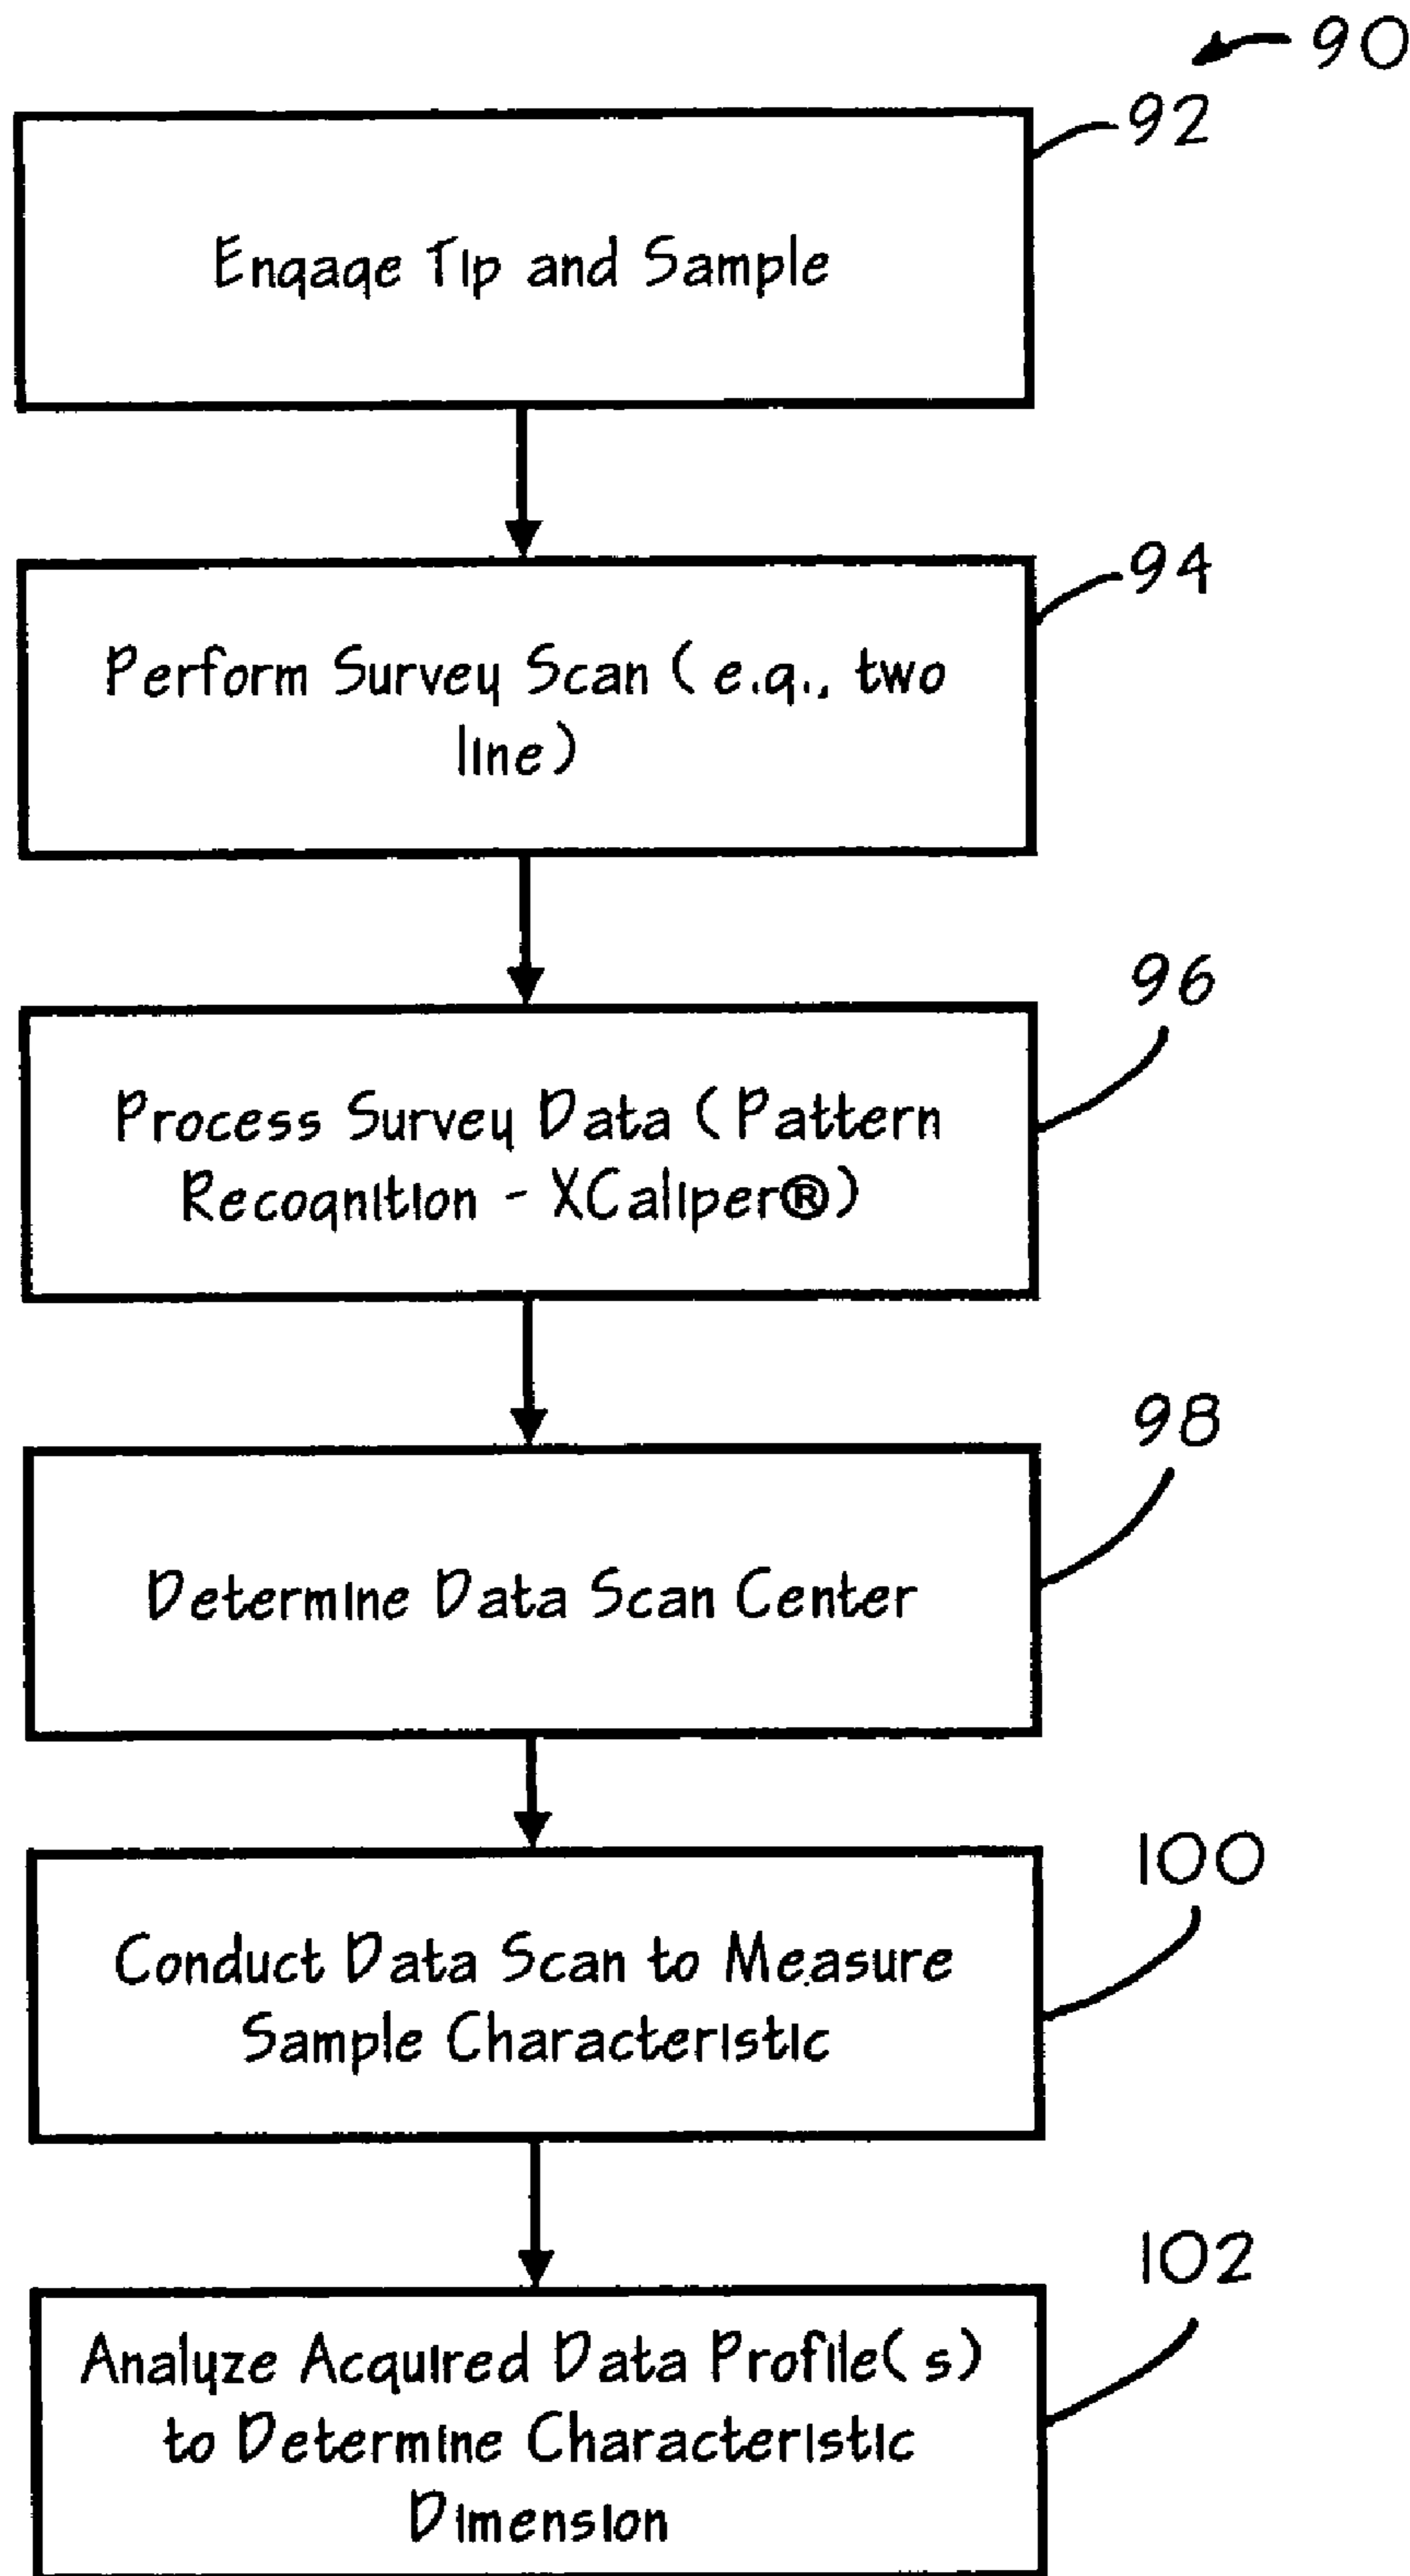 90
92
Engage Tip and Sample
94
Perform Survey Scan (e.g., two
line)
96
Process Survey Data (Pattern
Recognition - XCaliper®)
98
Determine Data Scan Center
100
Conduct Data Scan to Measure
Sample Characteristic
102
Analyze Acquired Data Profile(s)
to Determine Characteristic
Dimension